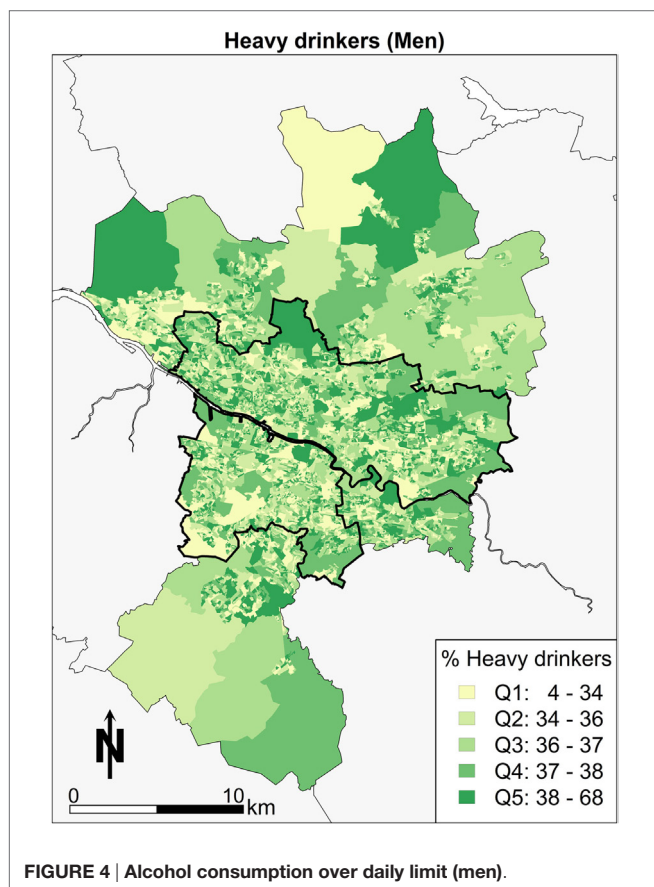 Heavy drinkers (Men)
% Heavy drinkers
Q1: 4 - 34
Q2: 34 - 36
Q3: 36 - 37
Q4: 37 - 38
Q5: 38 - 68
N
0 10
km
FIGURE 4 | Alcohol consumption over daily limit (men).